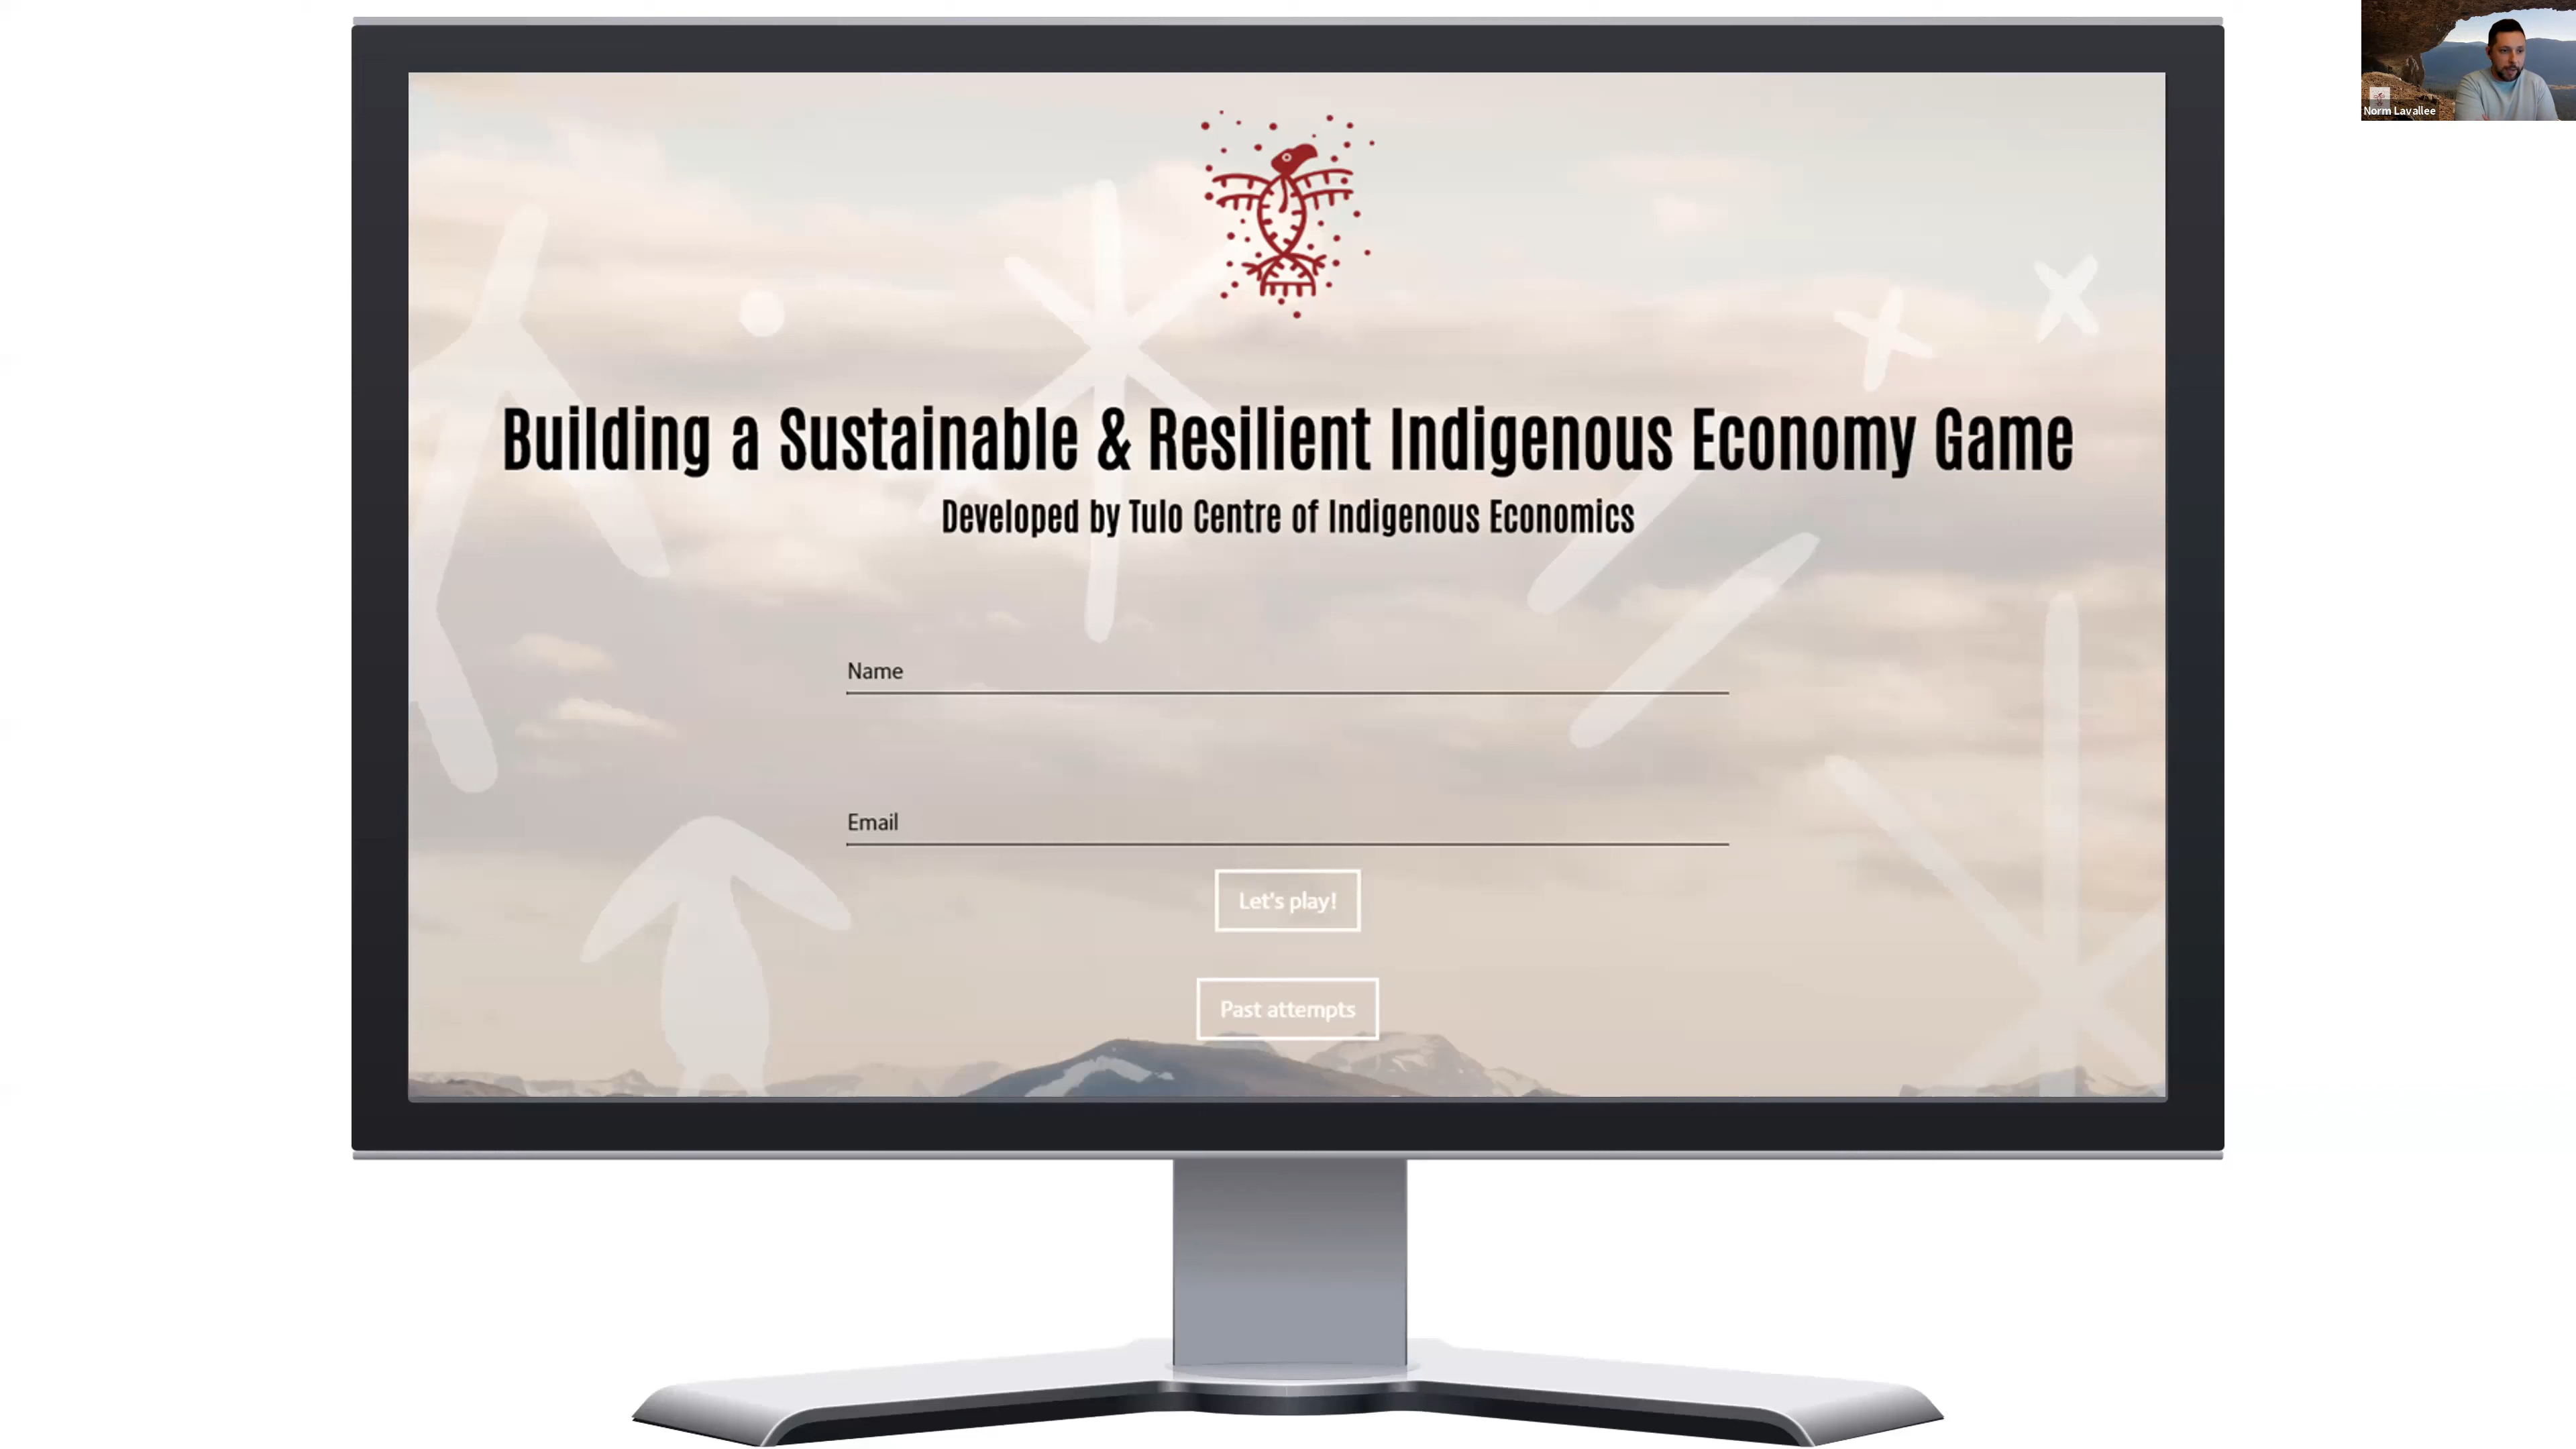 Norm Lavallee
Building a Sustainable & Resilient Indigenous Economy Game
Developed by Tulo Centre of Indigenous Economics
Name
Email
Let's play!
Past attempts